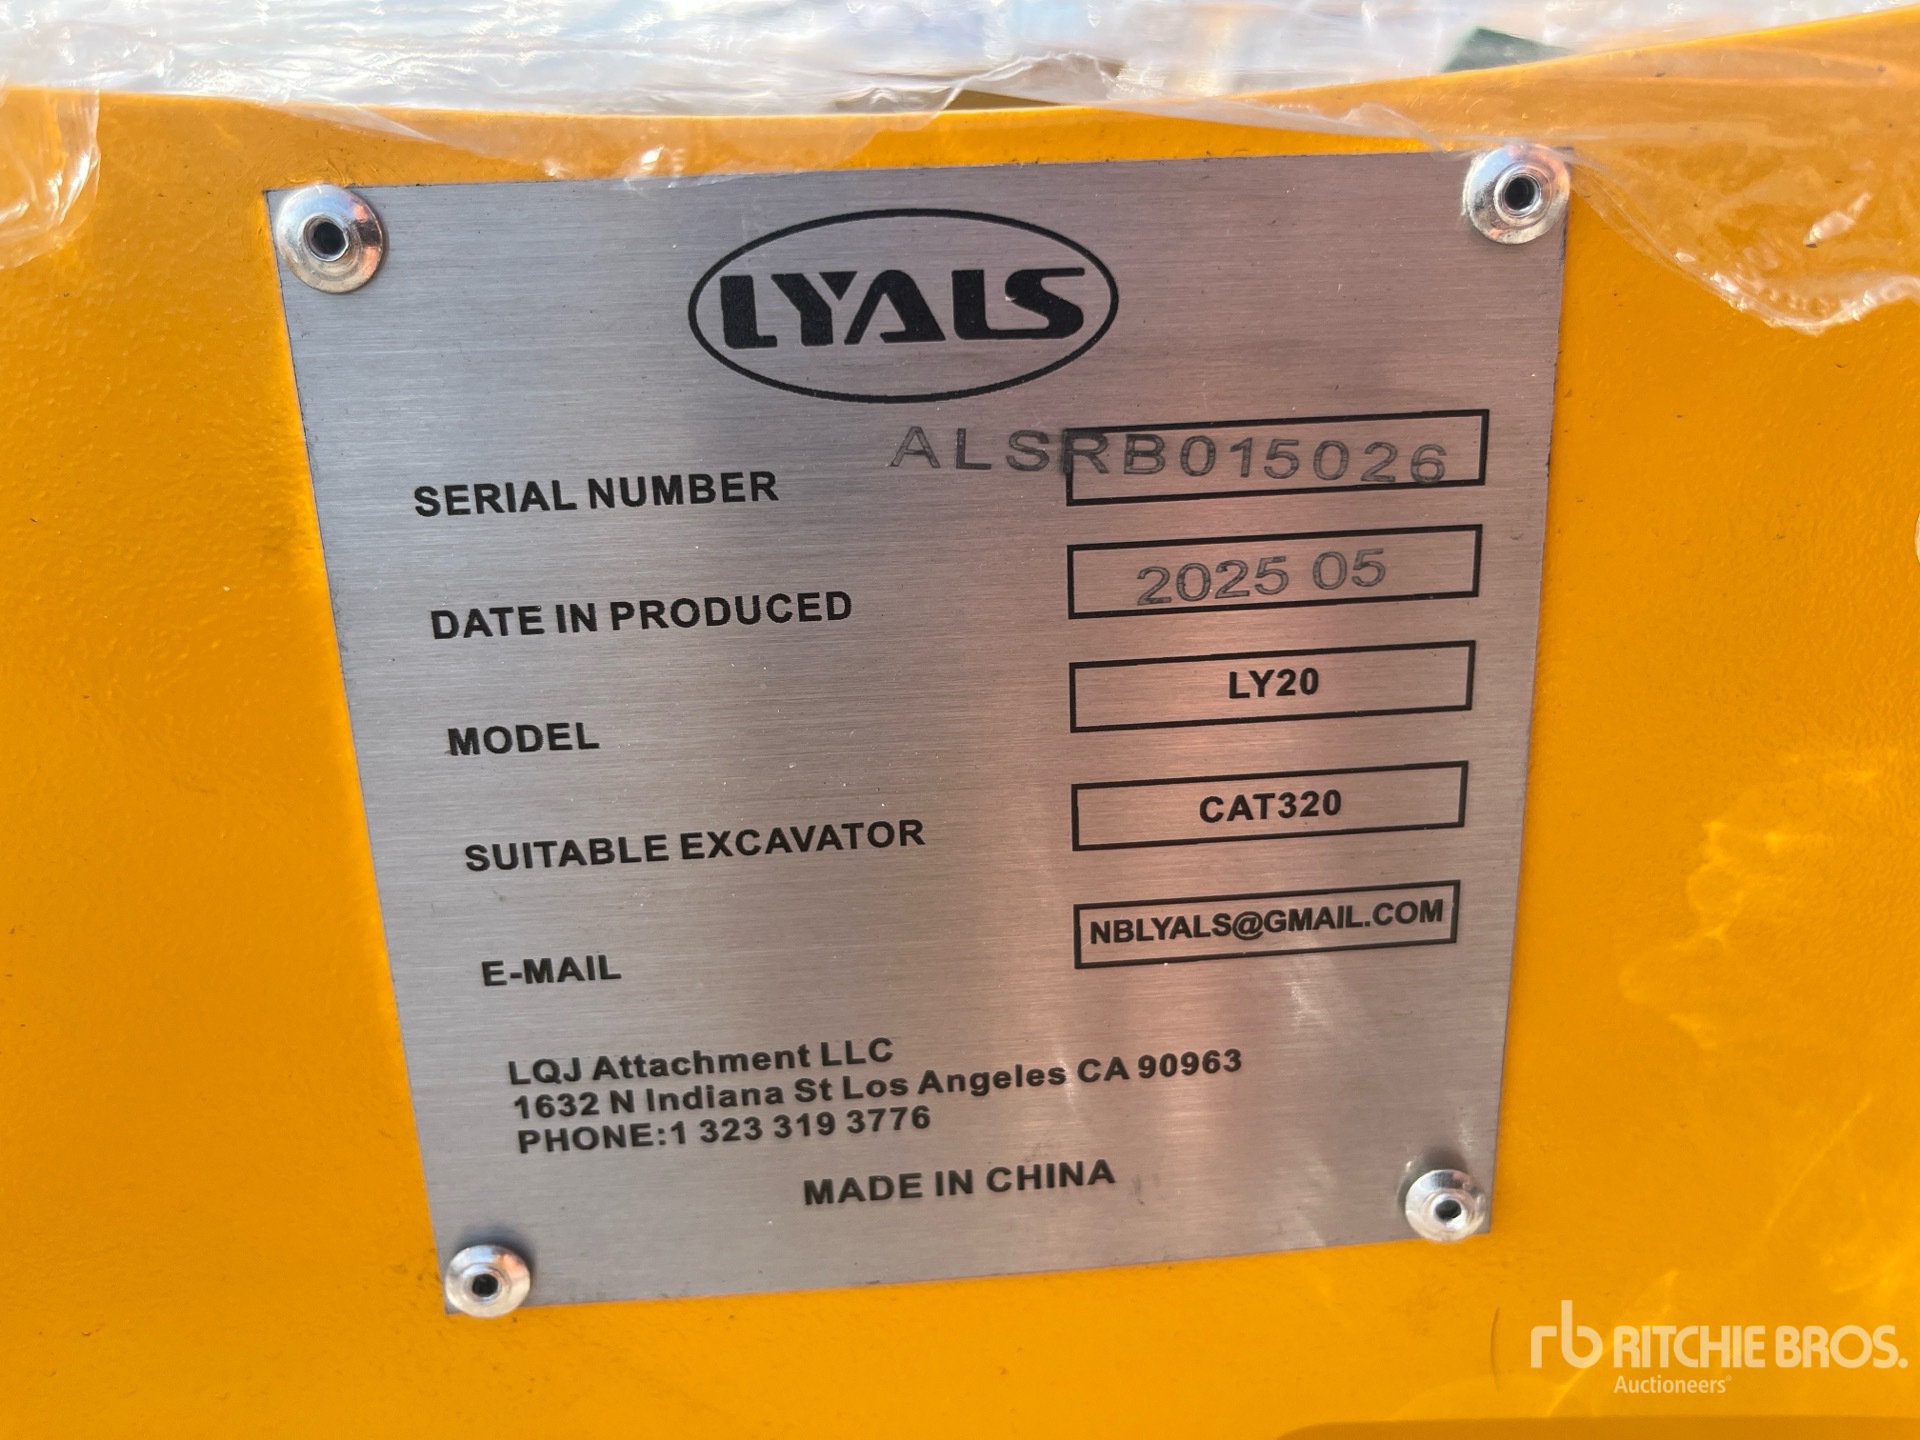 LYALS
SERIAL NUMBER ALSRB015026
DATE IN PRODUCED 2025 05
MODEL LY20
SUITABLE EXCAVATOR CAT320
E-MAIL NBLYALS@GMAIL.COM
LQJ Attachment LLC
1632 N Indiana St Los Angeles CA 90963
PHONE:1 323 319 3776
MADE IN CHINA
rb RITCHIE BROS.
Auctioneers